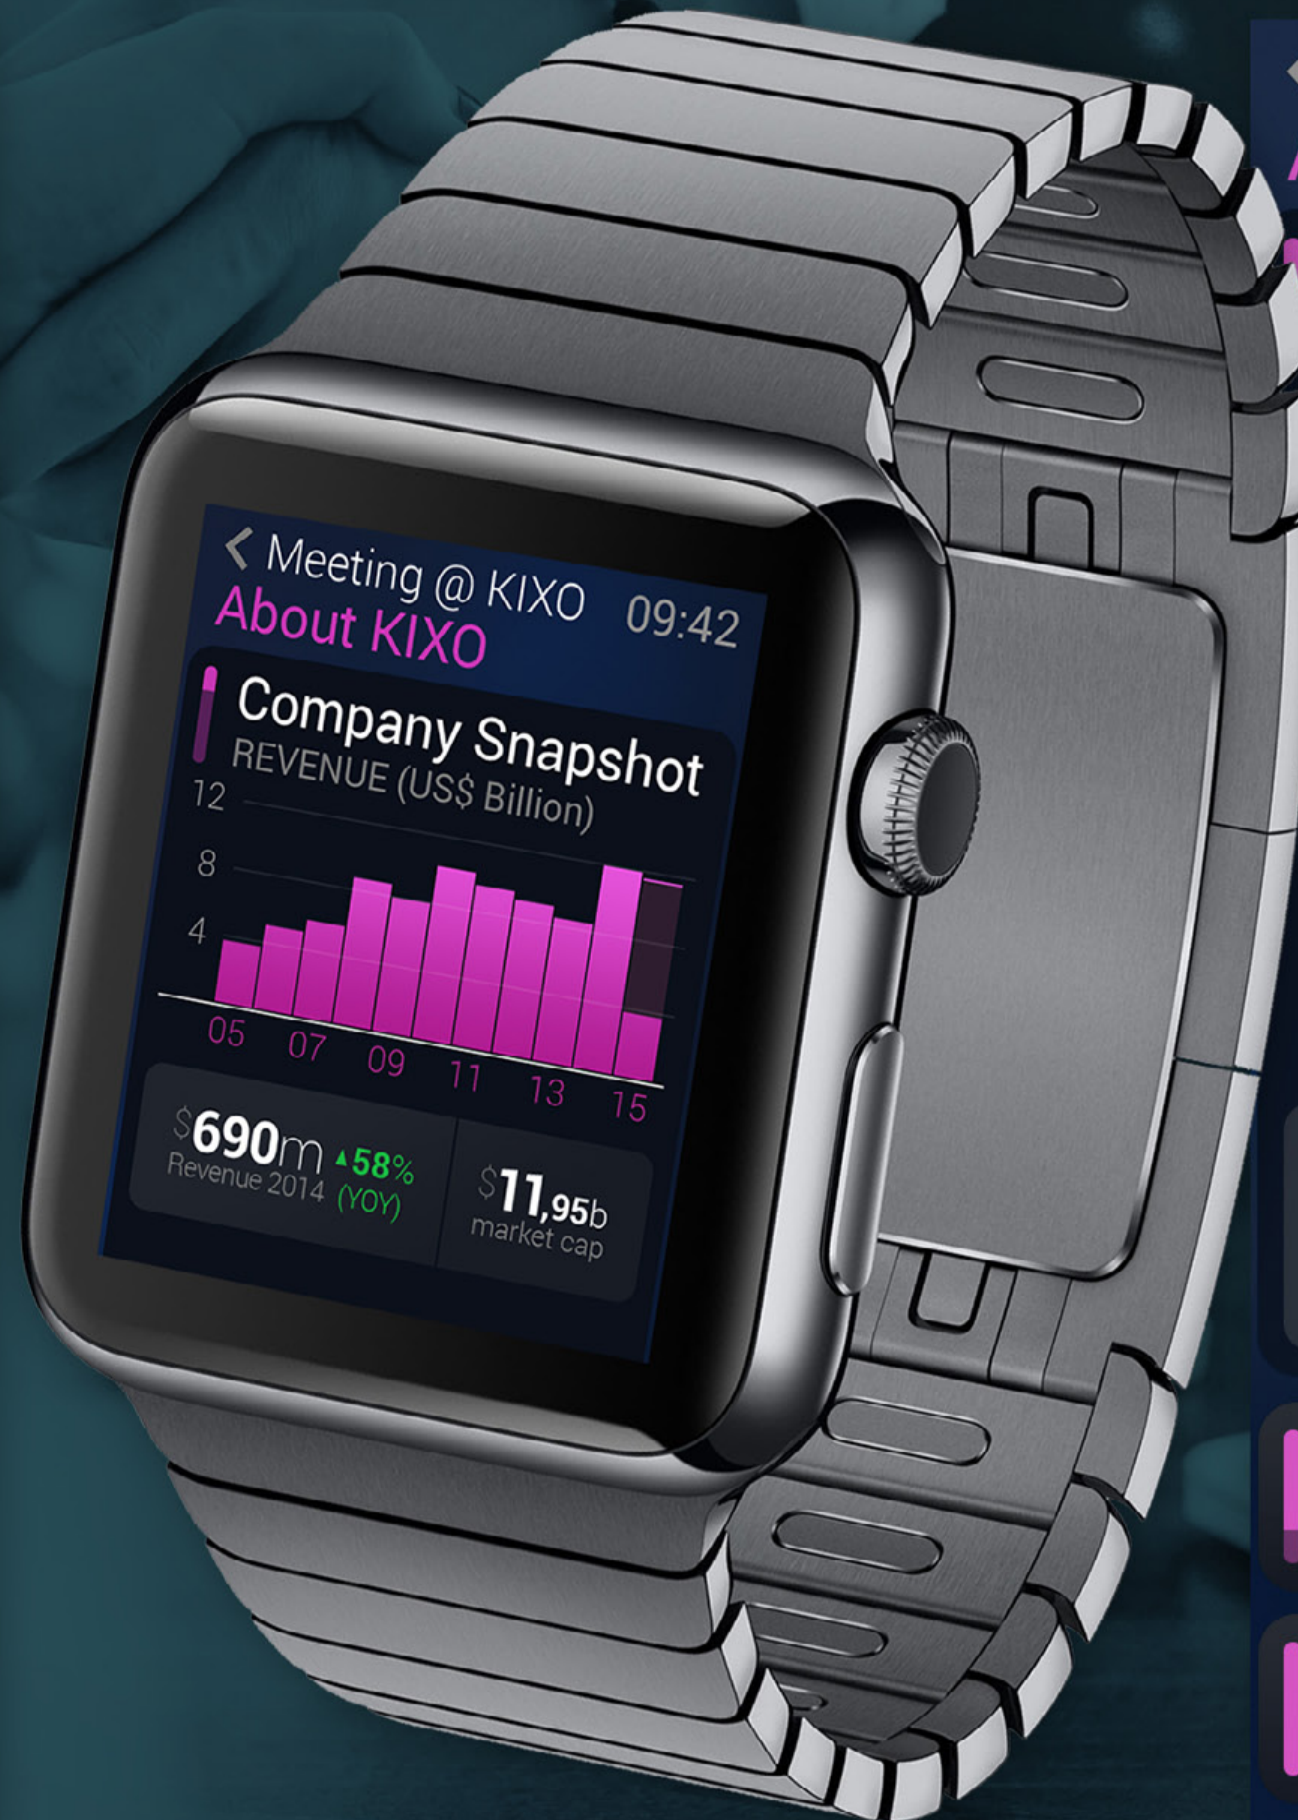 Meeting @ KIXO 09:42
About KIXO
Company Snapshot
REVENUE (US$ Billion)
12
8
4
05 07 09 11 13 15
$690m ▲58%
Revenue 2014 (YOY)
$11,95b
market cap